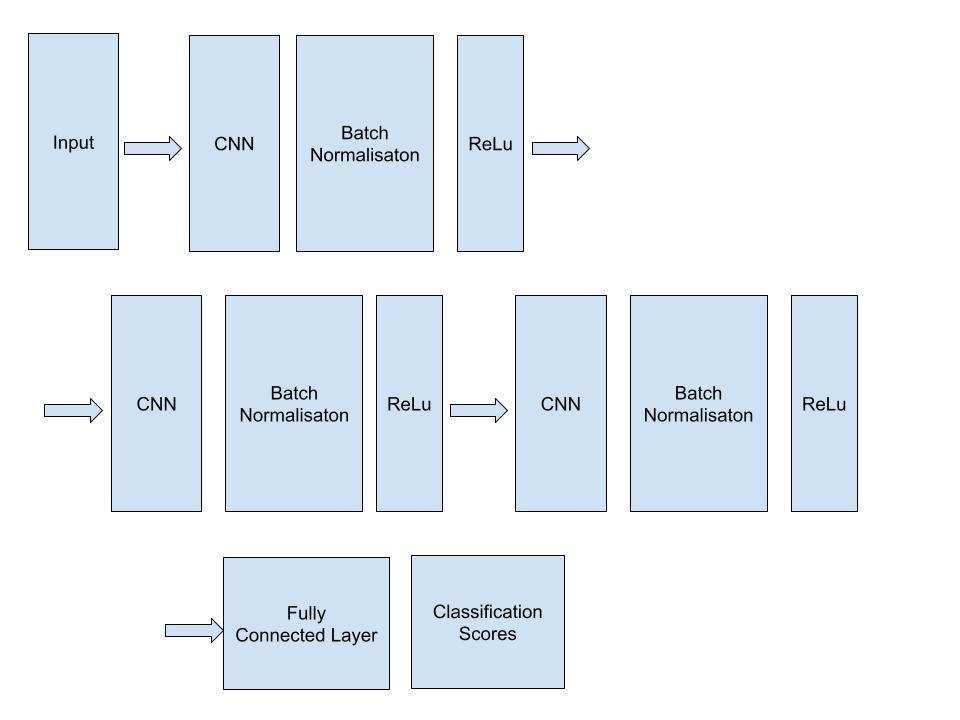 Input
CNN
Batch
Normalisaton
ReLu
CNN
Batch
Normalisaton
ReLu
CNN
Batch
Normalisaton
ReLu
Fully
Connected Layer
Classification
Scores